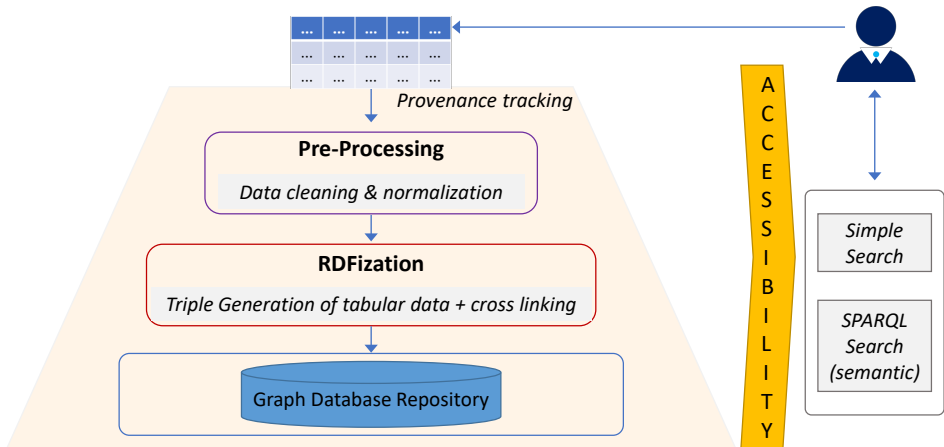 ... ... ... ... ...
... ... ... ... ...
... ... ... ... ...
Provenance tracking
Pre-Processing
Data cleaning & normalization
RDFization
Triple Generation of tabular data + cross linking
Graph Database Repository
ACCESSIBILITY
Simple
Search
SPARQL
Search
(semantic)